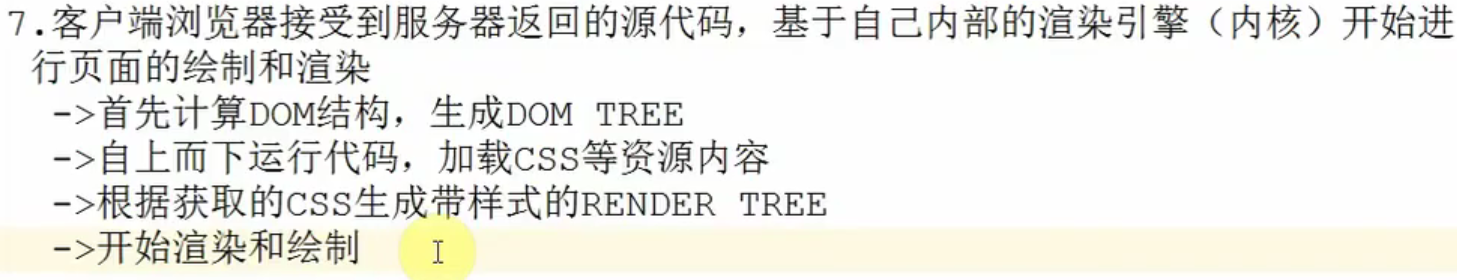 7.客户端浏览器接受到服务器返回的源代码，基于自己内部的渲染引擎（内核）开始进
行页面的绘制和渲染
->首先计算DOM结构，生成DOM TREE
->自上而下运行代码，加载CSS等资源内容
->根据获取的CSS生成带样式的RENDER TREE
->开始渲染和绘制